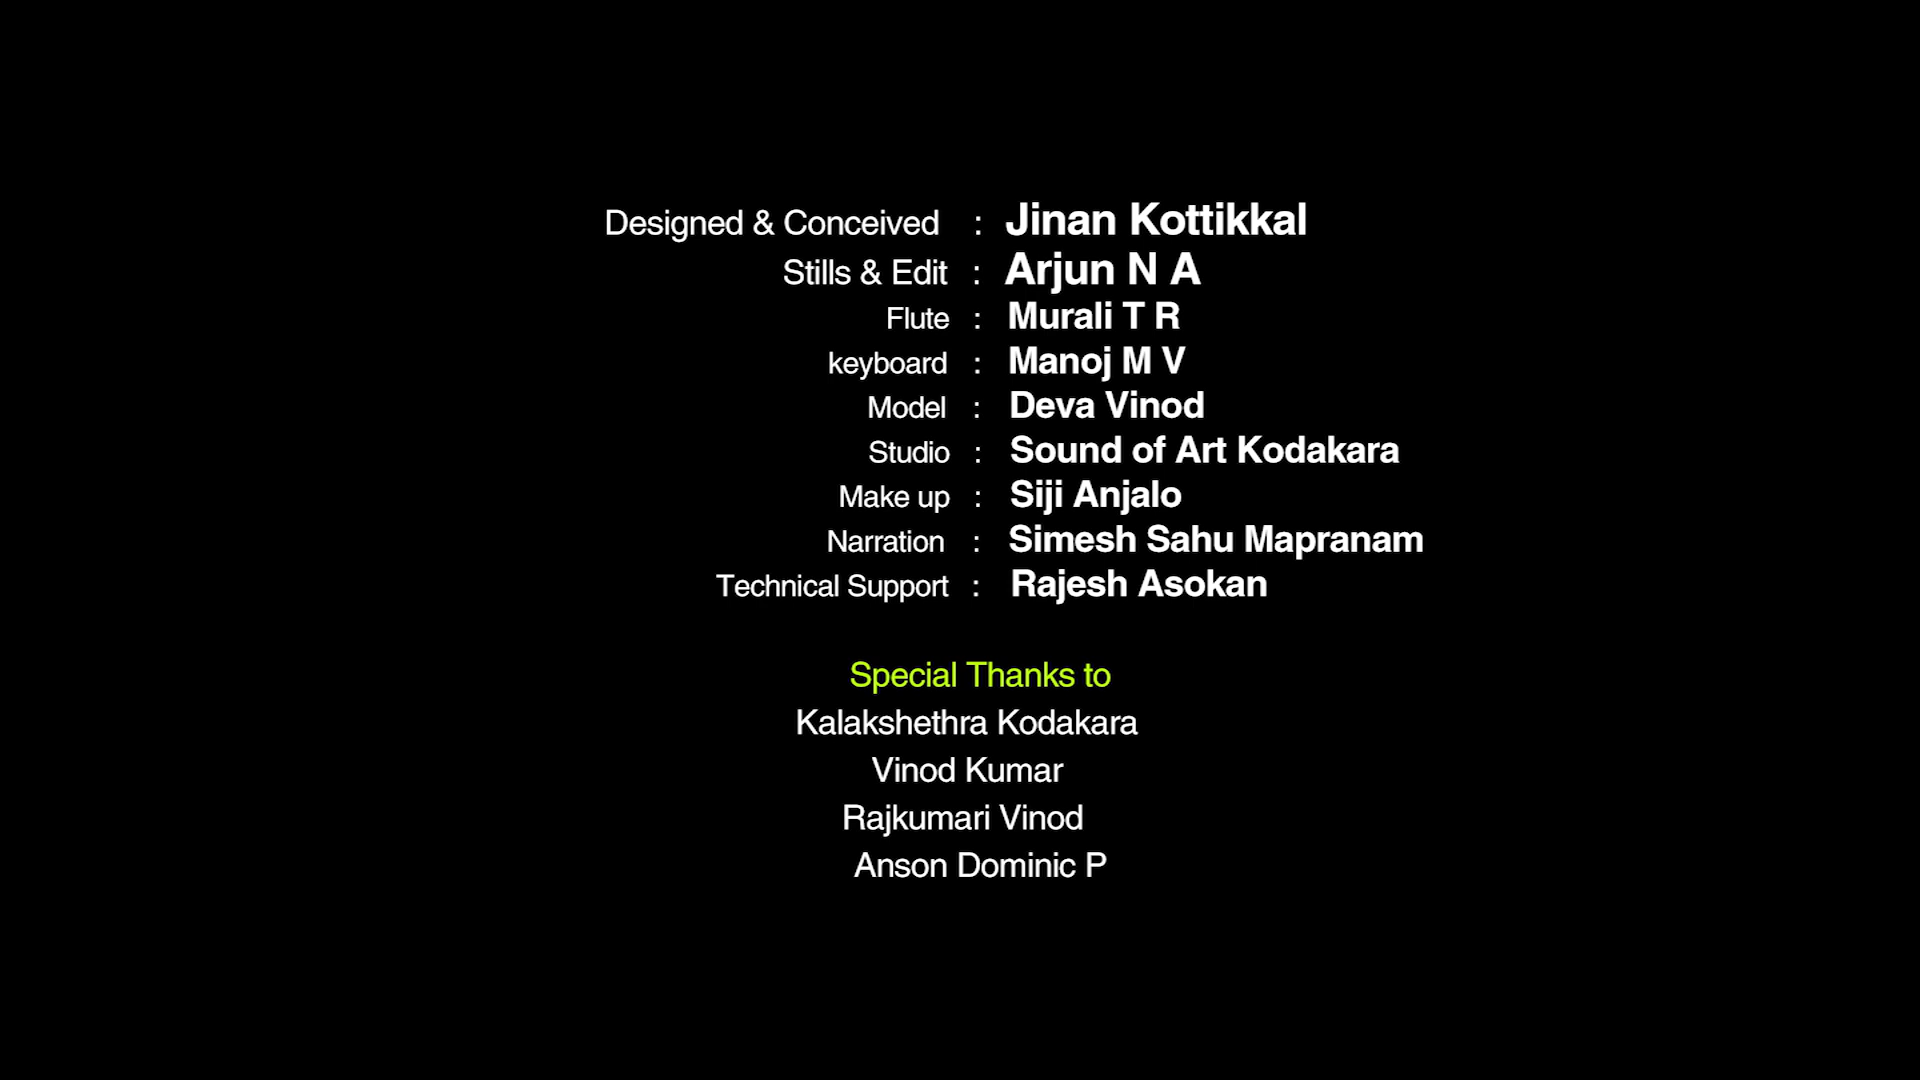 Designed & Conceived : Jinan Kottikkal
Stills & Edit : Arjun N A
Flute : Murali T R
keyboard : Manoj M V
Model : Deva Vinod
Studio : Sound of Art Kodakara
Make up : Siji Anjalo
Narration : Simesh Sahu Mapranam
Technical Support : Rajesh Asokan
Special Thanks to
Kalakshethra Kodakara
Vinod Kumar
Rajkumari Vinod
Anson Dominic P